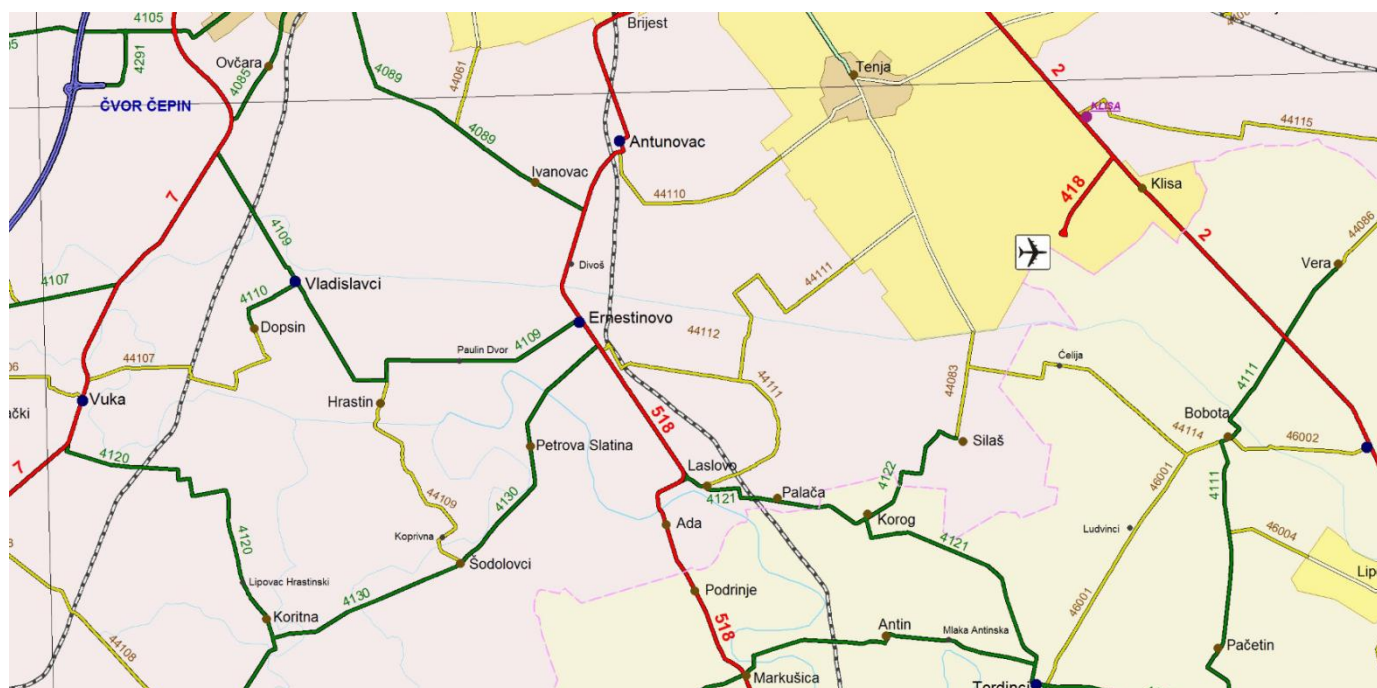 4105
Brijest
Ovčara
4291
4085
4089
44061
Tenja
2
ČVOR ČEPIN
KLISA
44115
4089
Antunovac
Ivanovac
44110
418
Klisa
7
4109
2
44086
Divoš
Vera
4107
Vladislavci
44111
4110
Dopsin
Ernestinovo
4109
44112
Paulin Dvor
44107
Čelija
44083
4111
44111
Vuka
Hrastin
518
Bobota
44114
46002
Silaš
7
4120
Petrova Slatina
Laslovo
4122
46001
4111
4121
Palača
44109
4130
Korog
Ada
Ludvinci
4120
Koprivna
4121
46004
Šodolovci
Lipovac Hrastinski
4130
Podrinje
46001
Koritna
518
Antin
Mlaka Antinska
44108
Pačetin
Markušica